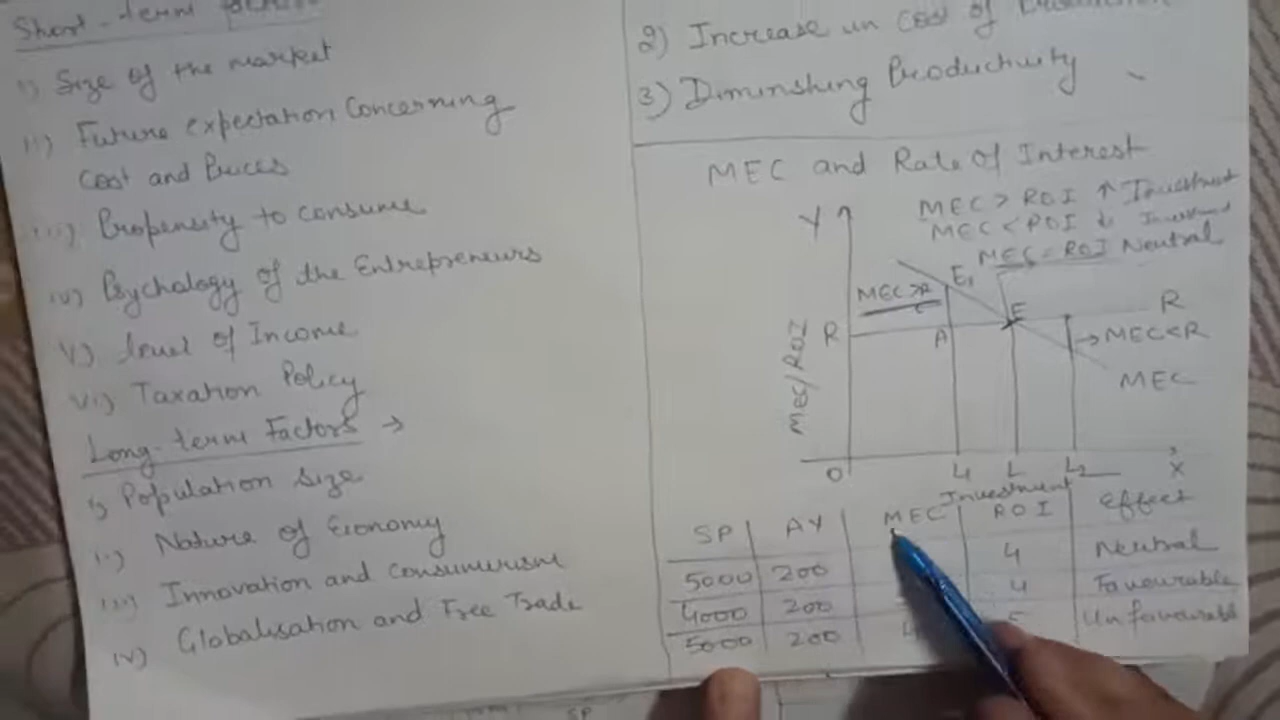 Short-term
i) Size of the market
ii) Future expectation concerning
cost and Prices
iii) Propensity to consume
iv) Psychology of the Entrepreneurs
v) level of Income
vi) Taxation Policy
Long-term Factors →
i) Population size
ii) Nature of Economy
iii) Innovation and consumerism
iv) Globalisation and Free Trade
2) Increase in cost of
3) Diminshing Productivity
MEC and Rate of Interest
MEC > ROI ↑ Investment
MEC < ROI ↓ Investment
MEC = ROI Neutral
Y
MEC/ROI
MEC>R
E1
R A E R
→MEC<R
MEC
O L L2 X
Investment
SP AY MEC ROI Effect
5000 200 4 Neutral
4000 200 4 Favourable
5000 200 4 5 Unfavourable
SP